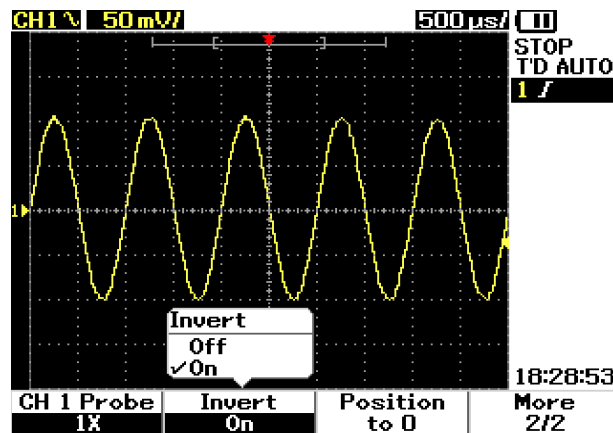 CH1 50mV/ 500µs/
STOP
T'D AUTO
1
1
Invert
Off
✓On
18:28:53
CH 1 Probe Invert Position More
1X On to 0 2/2